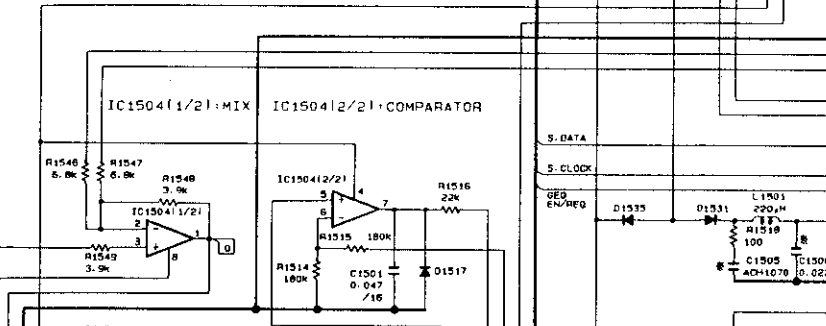 IC1504(1/2):MIX
IC1504(2/2):COMPARATOR
S.DATA
R1546
6.8k
R1547
6.8k
S.CLOCK
R1548
3.9k
IC1504(2/2)
R1516
22k
5
4
7
6
GEQ
EN/REQ
D1535
D1531
L1501
220μH
IC1504(1/2)
2
3
1
8
R1515
180k
R1518
100
R1549
3.9k
R1514
180k
C1501
0.047
/16
D1517
C1505
ACH1070